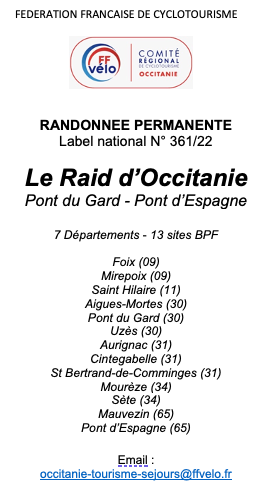 FEDERATION FRANCAISE DE CYCLOTOURISME
FF
vélo
COMITÉ
RÉGIONAL
DE CYCLOTOURISME
OCCITANIE
RANDONNEE PERMANENTE
Label national N° 361/22
Le Raid d’Occitanie
Pont du Gard - Pont d’Espagne
7 Départements - 13 sites BPF
Foix (09)
Mirepoix (09)
Saint Hilaire (11)
Aigues-Mortes (30)
Pont du Gard (30)
Uzès (30)
Aurignac (31)
Cintegabelle (31)
St Bertrand-de-Comminges (31)
Mourèze (34)
Sète (34)
Mauvezin (65)
Pont d’Espagne (65)
Email :
occitanie-tourisme-sejours@ffvelo.fr